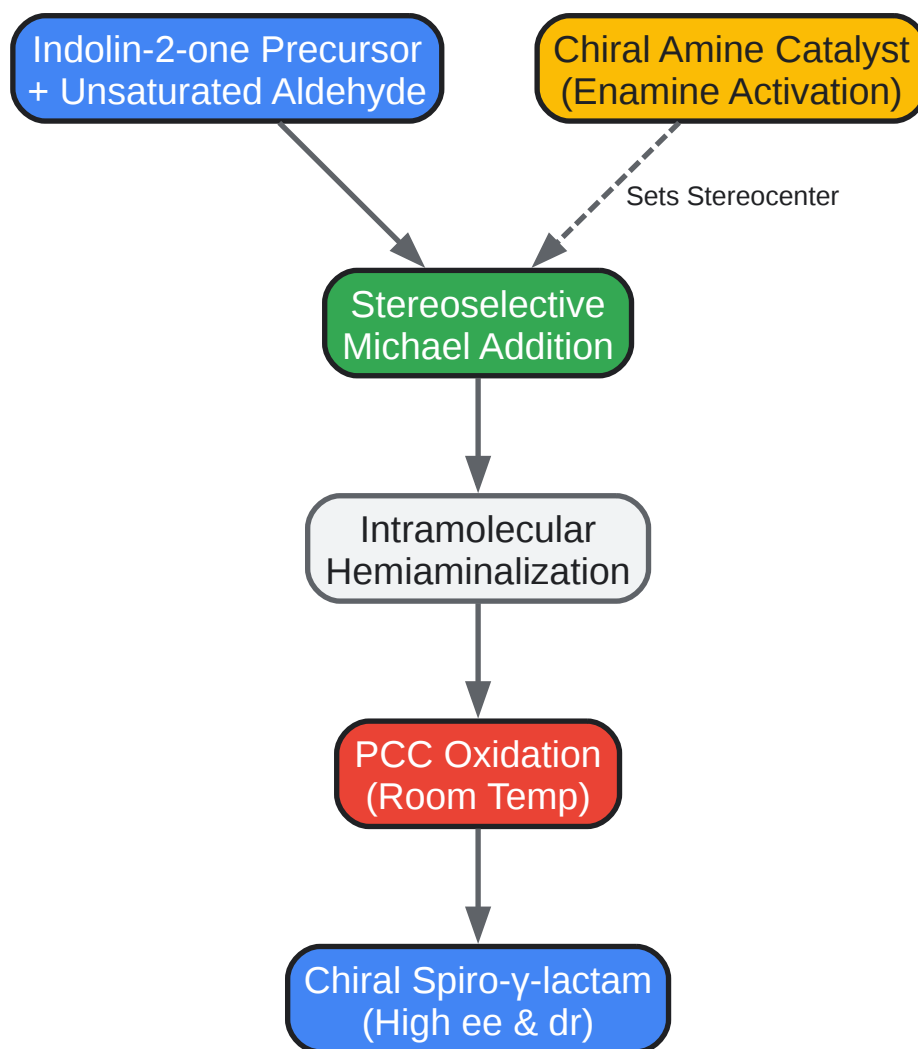 Indolin-2-one Precursor
+ Unsaturated Aldehyde
Chiral Amine Catalyst
(Enamine Activation)
Sets Stereocenter
Stereoselective
Michael Addition
Intramolecular
Hemiaminalization
PCC Oxidation
(Room Temp)
Chiral Spiro-γ-lactam
(High ee & dr)